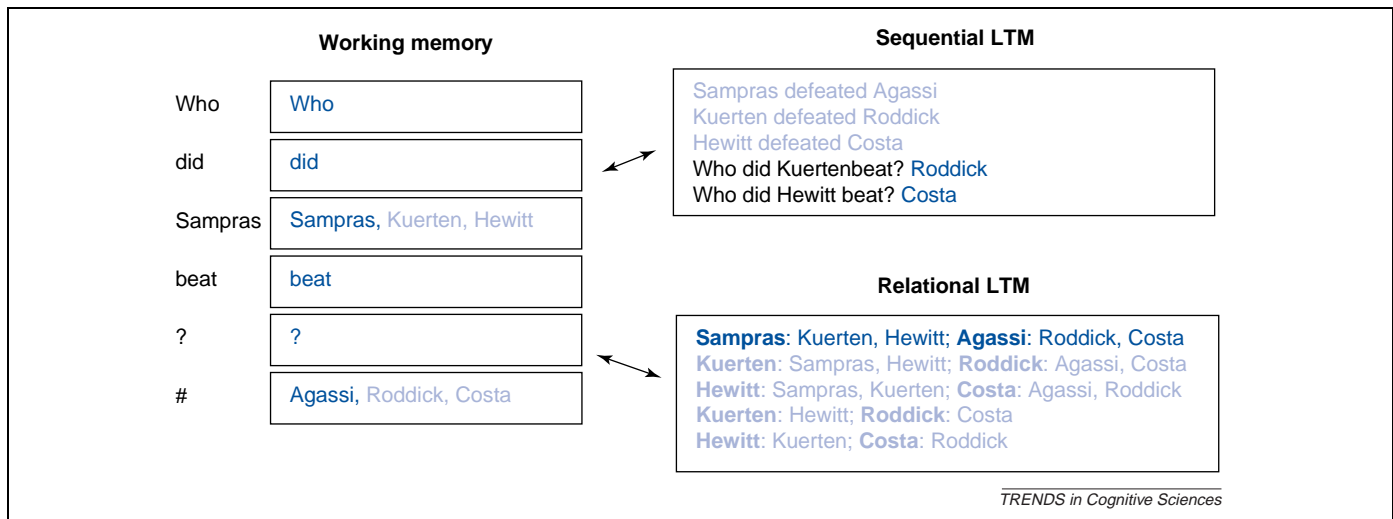 Working memory
Who Who
did did
Sampras Sampras, Kuerten, Hewitt
beat beat
? ?
# Agassi, Roddick, Costa
Sequential LTM
Sampras defeated Agassi
Kuerten defeated Roddick
Hewitt defeated Costa
Who did Kuertenbeat? Roddick
Who did Hewitt beat? Costa
Relational LTM
Sampras: Kuerten, Hewitt; Agassi: Roddick, Costa
Kuerten: Sampras, Hewitt; Roddick: Agassi, Costa
Hewitt: Sampras, Kuerten; Costa: Agassi, Roddick
Kuerten: Hewitt; Roddick: Costa
Hewitt: Kuerten; Costa: Roddick
TRENDS in Cognitive Sciences